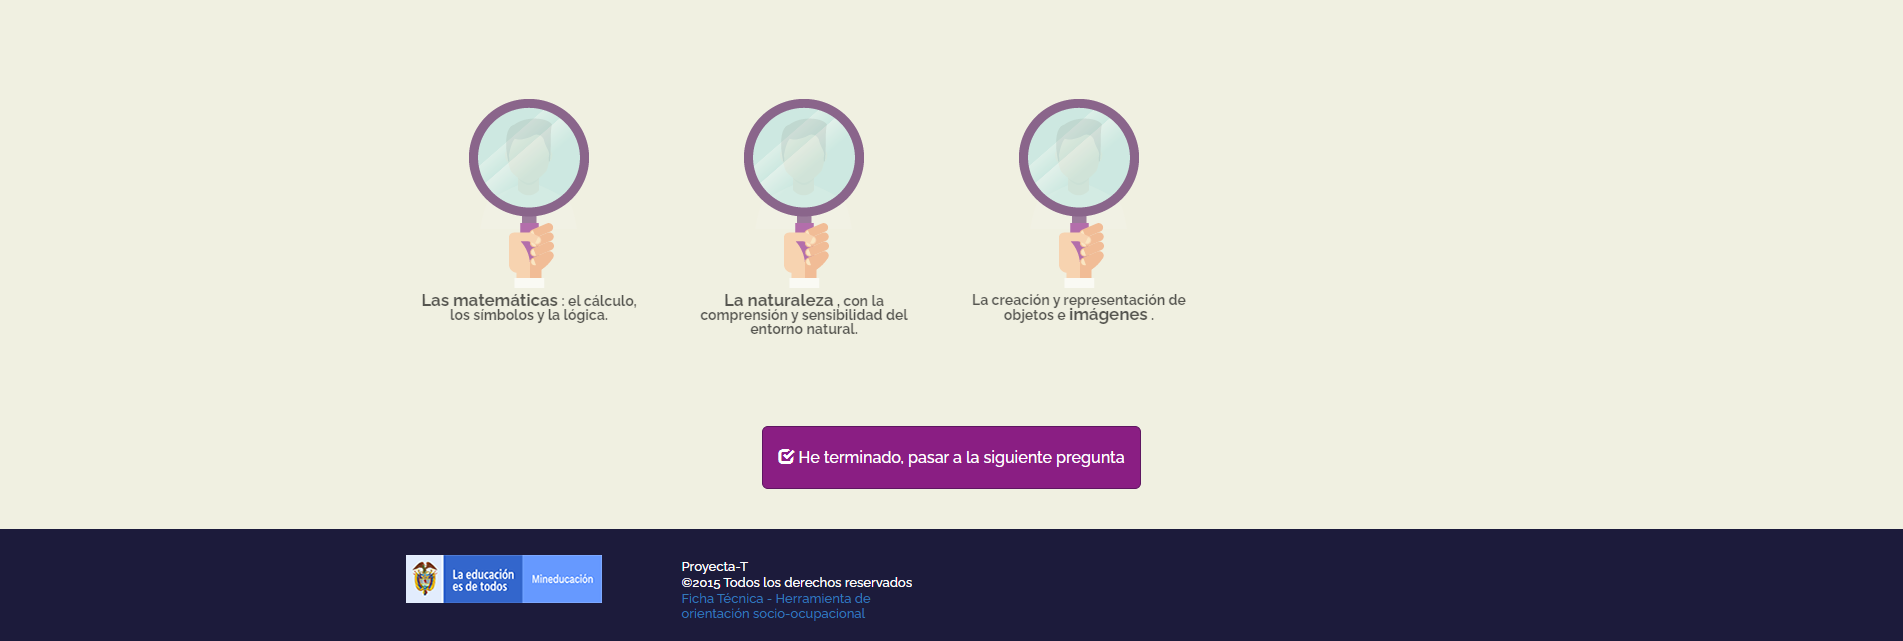 Las matemáticas : el cálculo,
los símbolos y la lógica.
La naturaleza , con la
comprensión y sensibilidad del
entorno natural.
La creación y representación de
objetos e imágenes .
He terminado, pasar a la siguiente pregunta
La educación
es de todos
Mineducación
Proyecta-T
©2015 Todos los derechos reservados
Ficha Técnica - Herramienta de
orientación socio-ocupacional